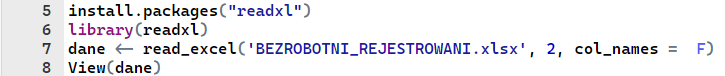 5 install.packages("readxl")
6 library(readxl)
7 dane <- read_excel('BEZROBOTNI_REJESTROWANI.xlsx', 2, col_names =  F)
8 View(dane)